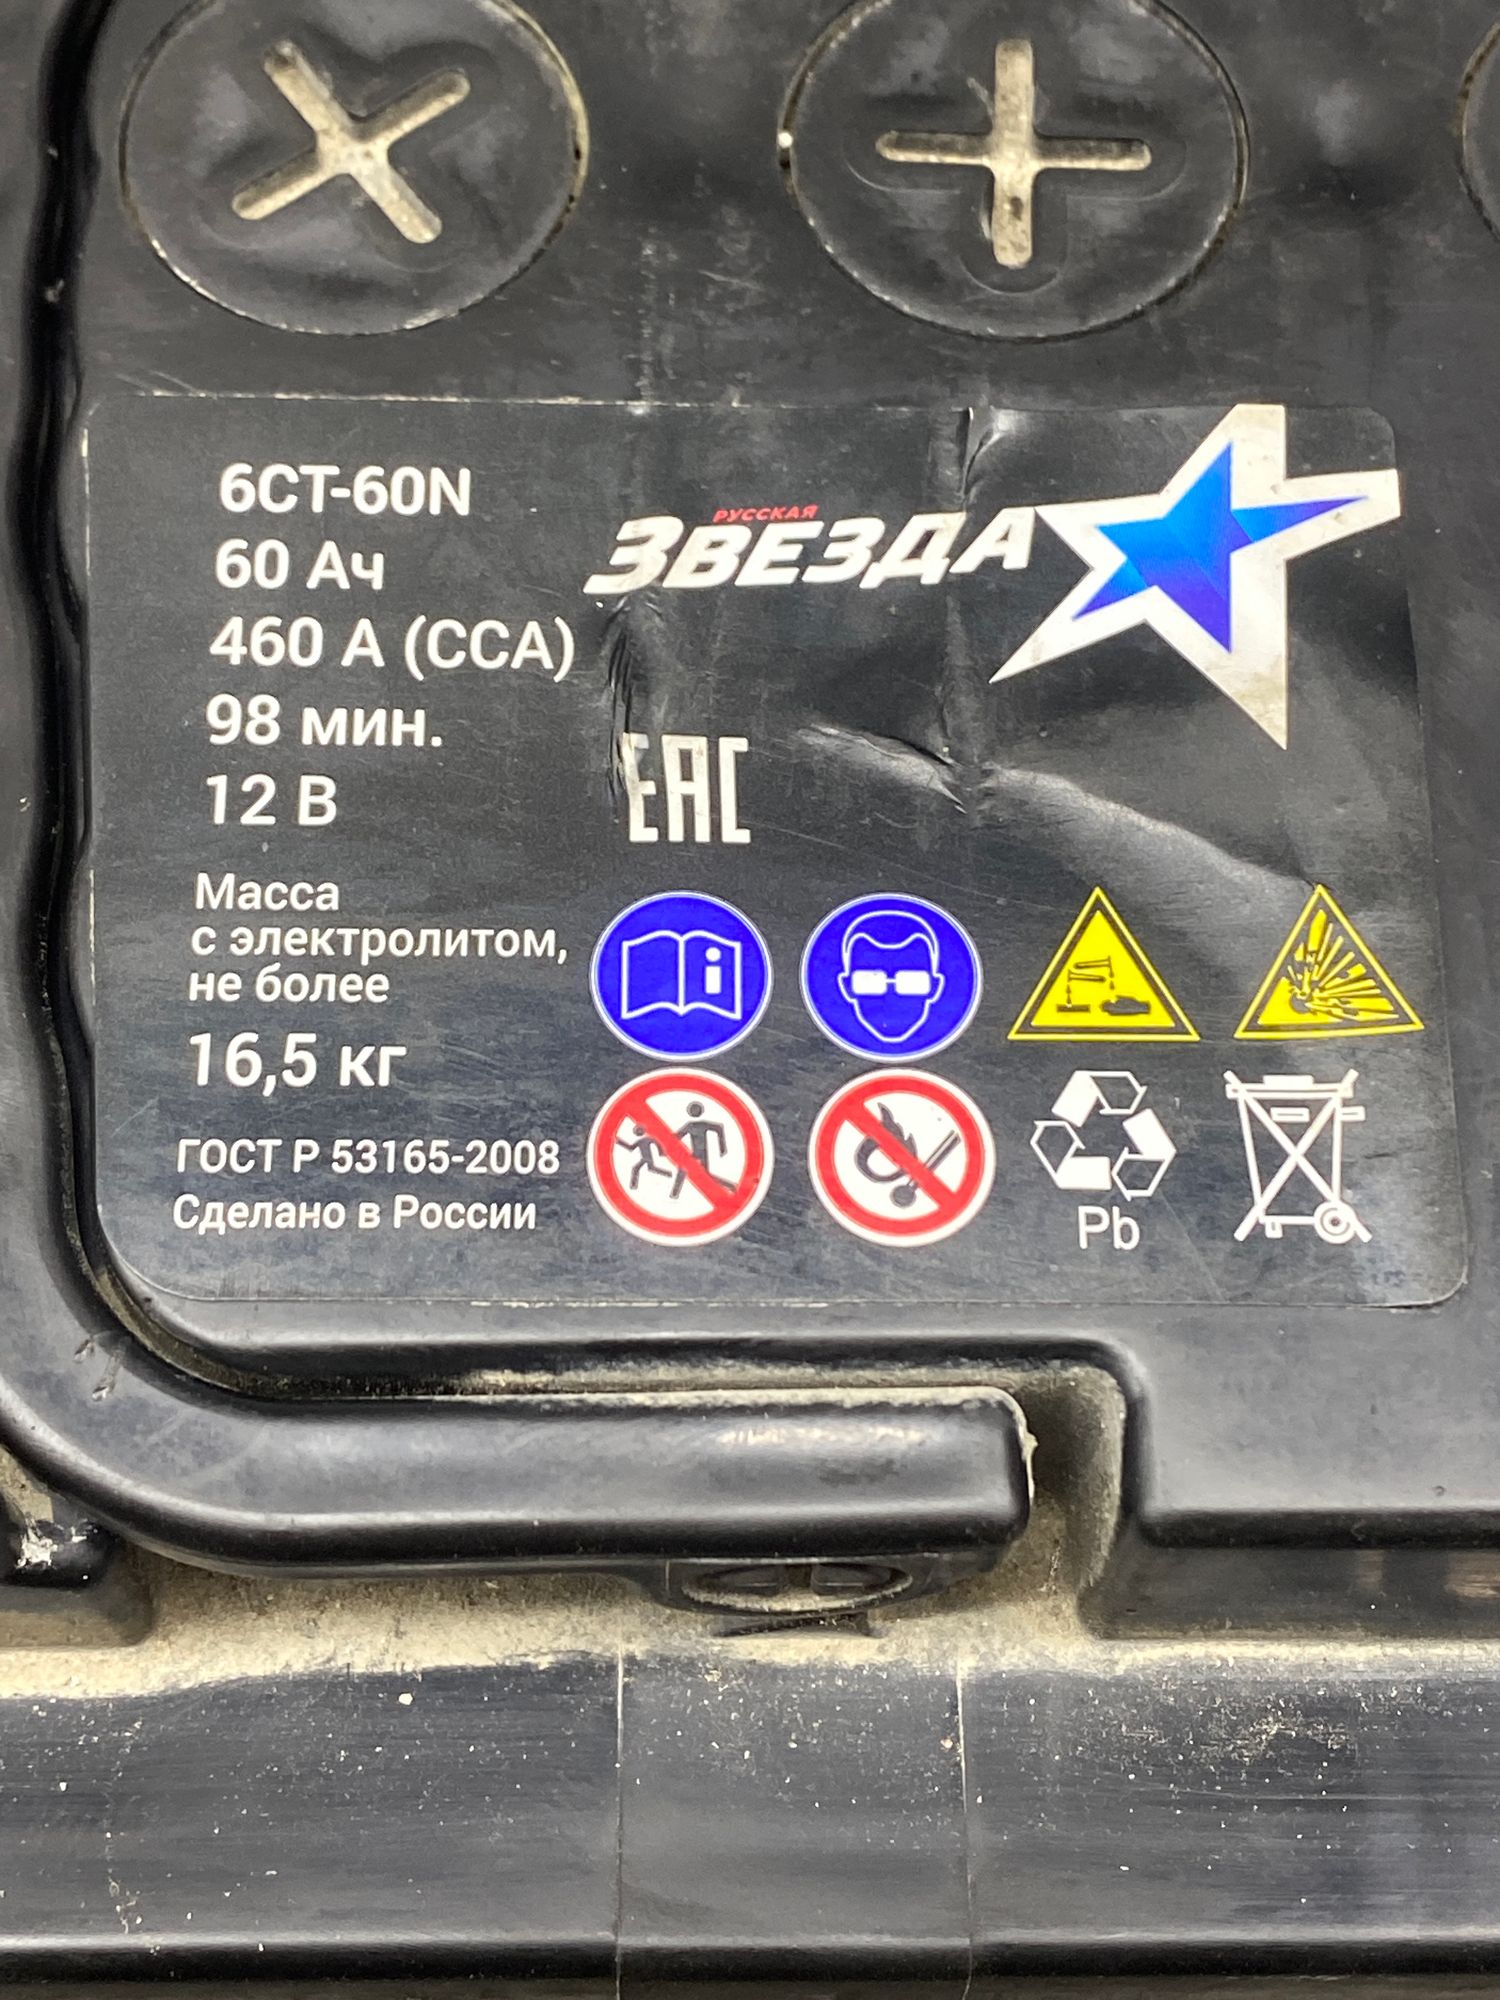 6СТ-60N
60 Ач
460 А (ССА)
98 мин.
12 В
Масса
с электролитом,
не более
16,5 кг
ГОСТ Р 53165-2008
Сделано в России
РУССКАЯ
ЗВЕЗДА
ЕАС
i
Pb